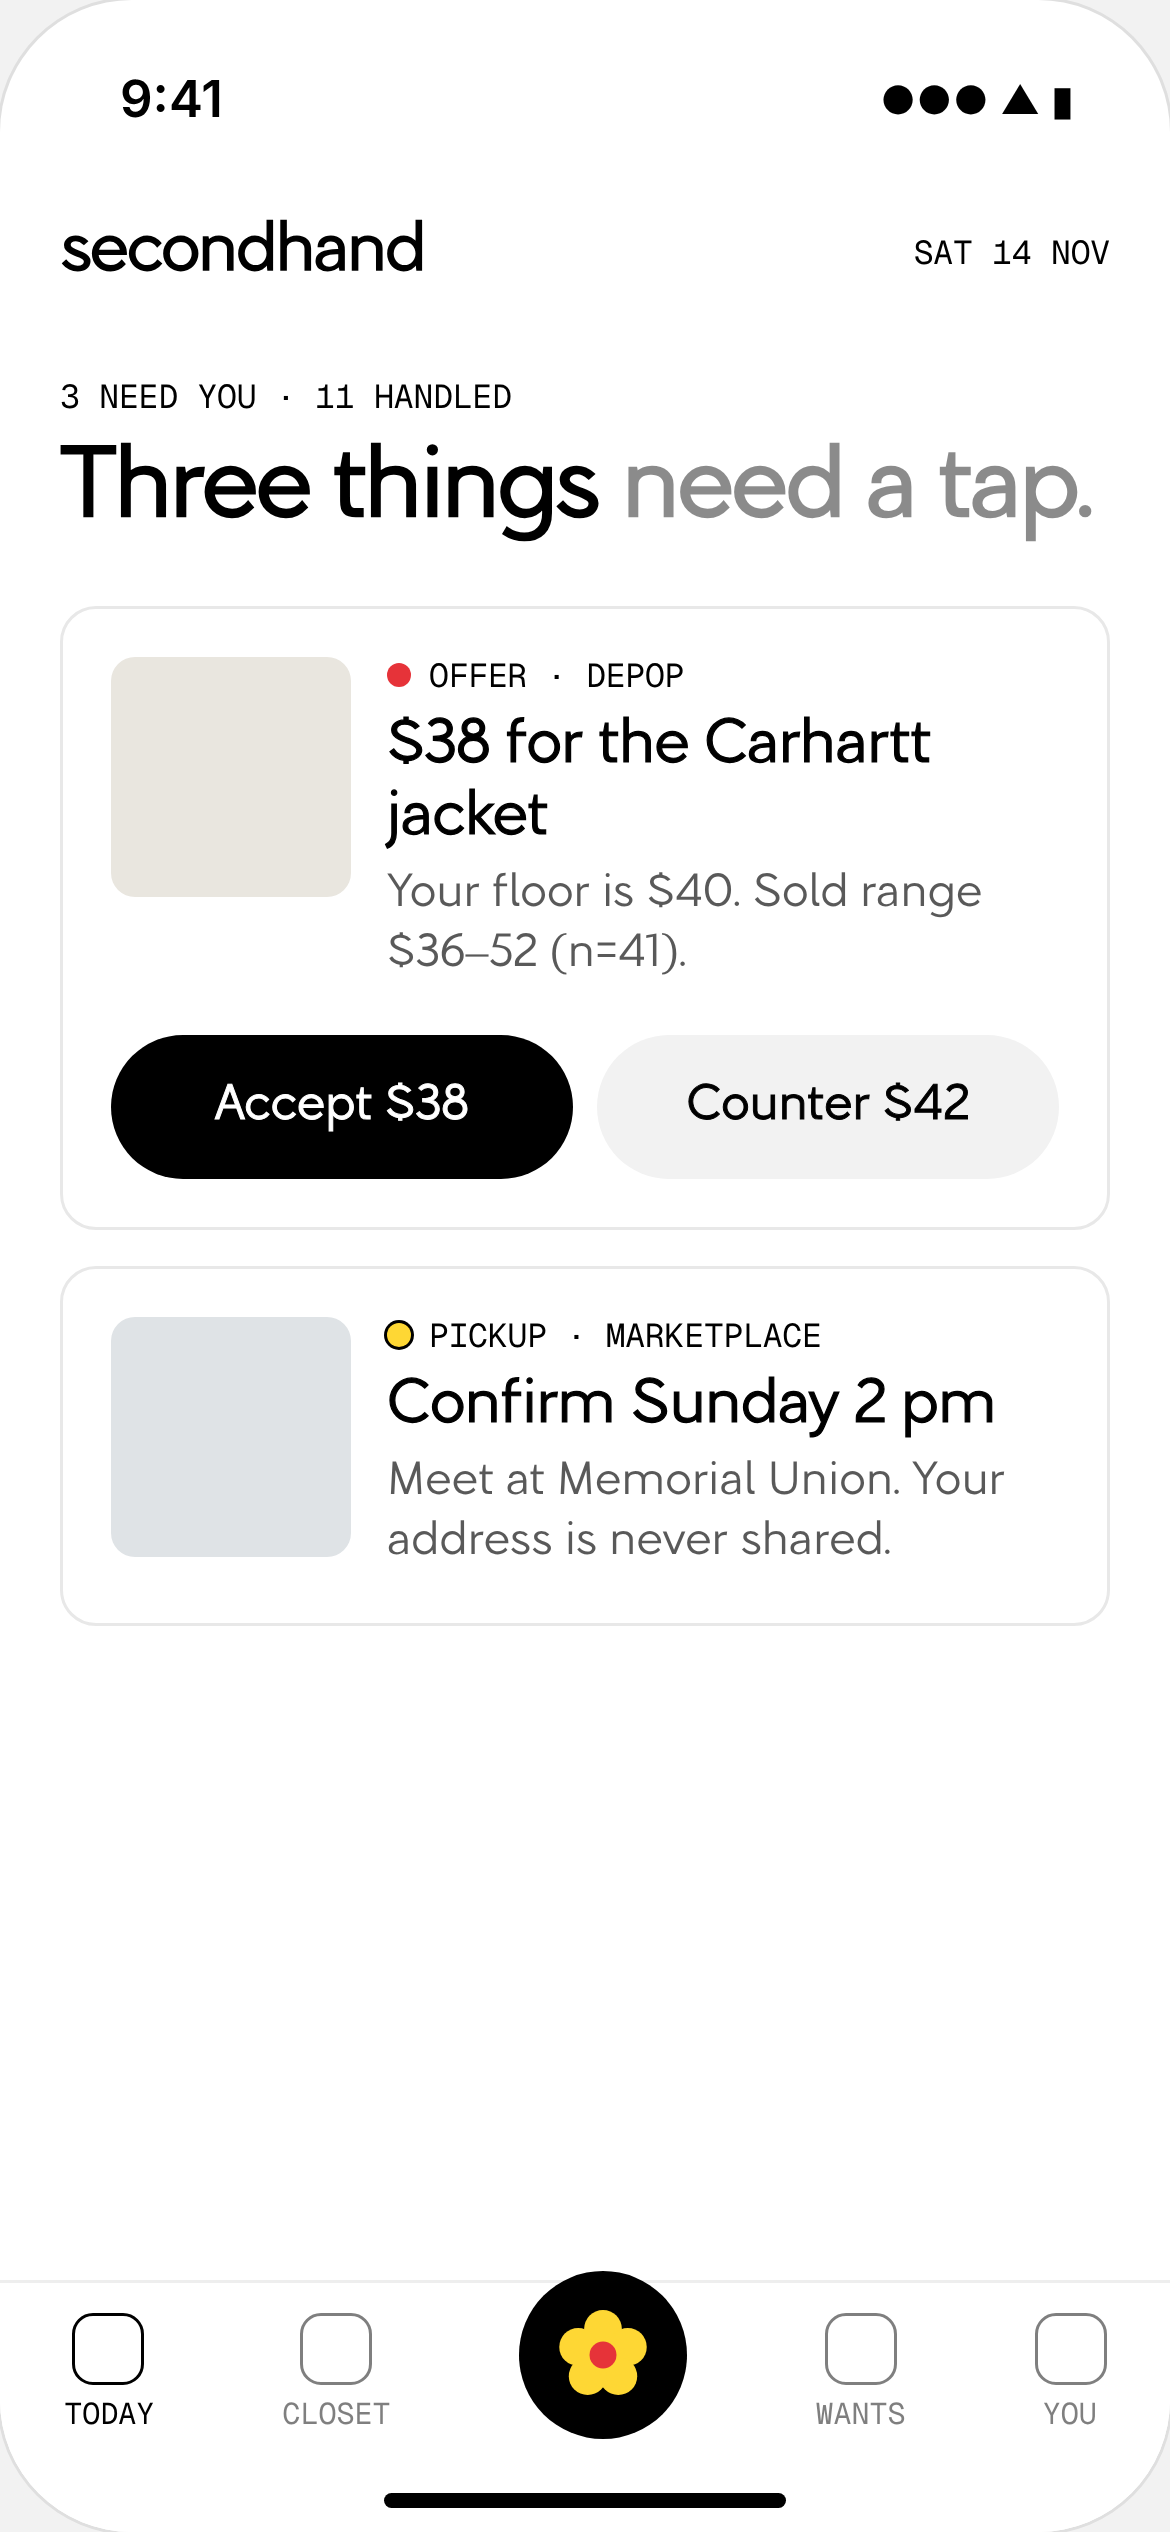 9:41
secondhand
SAT 14 NOV
3 NEED YOU · 11 HANDLED
Three things need a tap.
OFFER · DEPOP
$38 for the Carhartt
jacket
Your floor is $40. Sold range
$36–52 (n=41).
Accept $38
Counter $42
PICKUP · MARKETPLACE
Confirm Sunday 2 pm
Meet at Memorial Union. Your
address is never shared.
TODAY
CLOSET
WANTS
YOU